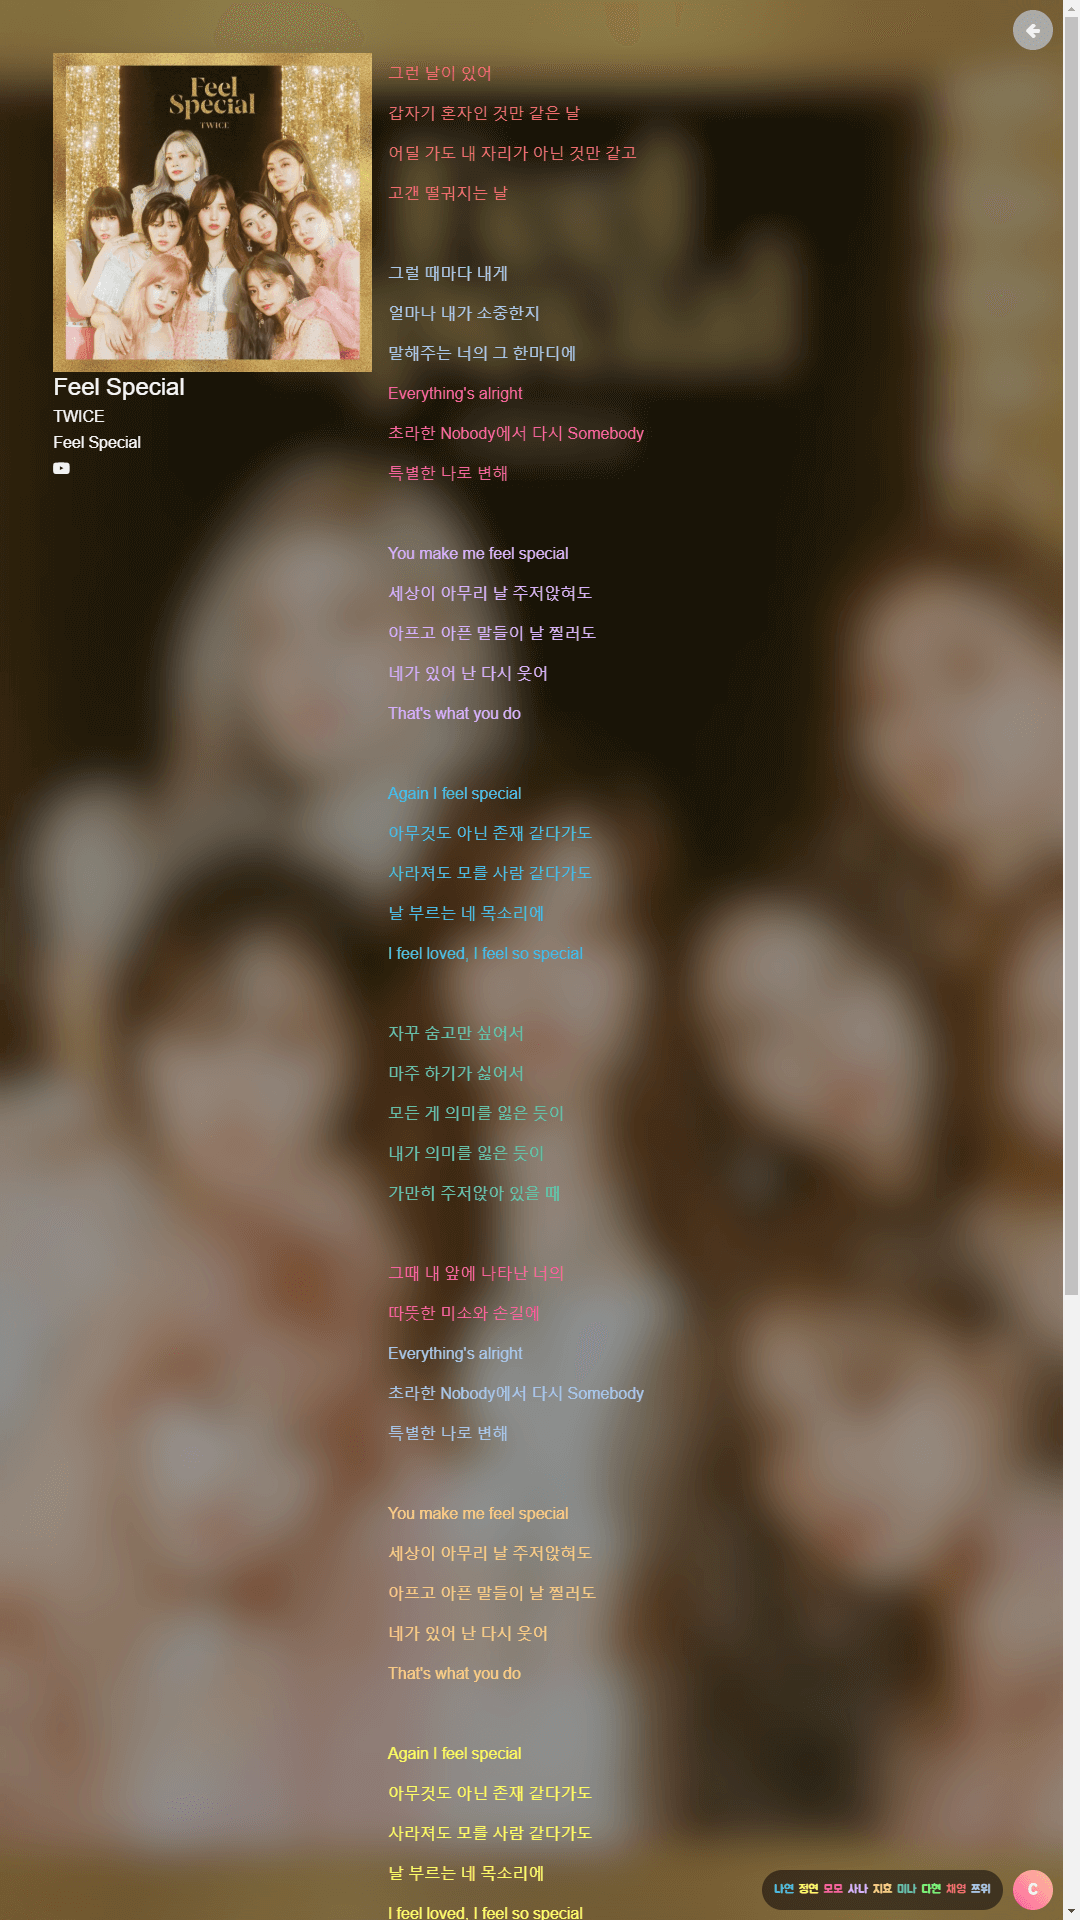 Feel
Special
TWICE
Feel Special
TWICE
Feel Special
그런 날이 있어
갑자기 혼자인 것만 같은 날
어딜 가도 내 자리가 아닌 것만 같고
고갠 떨궈지는 날
그럴 때마다 내게
얼마나 내가 소중한지
말해주는 너의 그 한마디에
Everything's alright
초라한 Nobody에서 다시 Somebody
특별한 나로 변해
You make me feel special
세상이 아무리 날 주저앉혀도
아프고 아픈 말들이 날 찔러도
네가 있어 난 다시 웃어
That's what you do
Again I feel special
아무것도 아닌 존재 같다가도
사라져도 모를 사람 같다가도
날 부르는 네 목소리에
I feel loved, I feel so special
자꾸 숨고만 싶어서
마주 하기가 싫어서
모든 게 의미를 잃은 듯이
내가 의미를 잃은 듯이
가만히 주저앉아 있을 때
그때 내 앞에 나타난 너의
따뜻한 미소와 손길에
Everything's alright
초라한 Nobody에서 다시 Somebody
특별한 나로 변해
You make me feel special
세상이 아무리 날 주저앉혀도
아프고 아픈 말들이 날 찔러도
네가 있어 난 다시 웃어
That's what you do
Again I feel special
아무것도 아닌 존재 같다가도
사라져도 모를 사람 같다가도
날 부르는 네 목소리에
I feel loved, I feel so special
나연 정연 모모 사나 지효 미나 다현 채영 쯔위
C